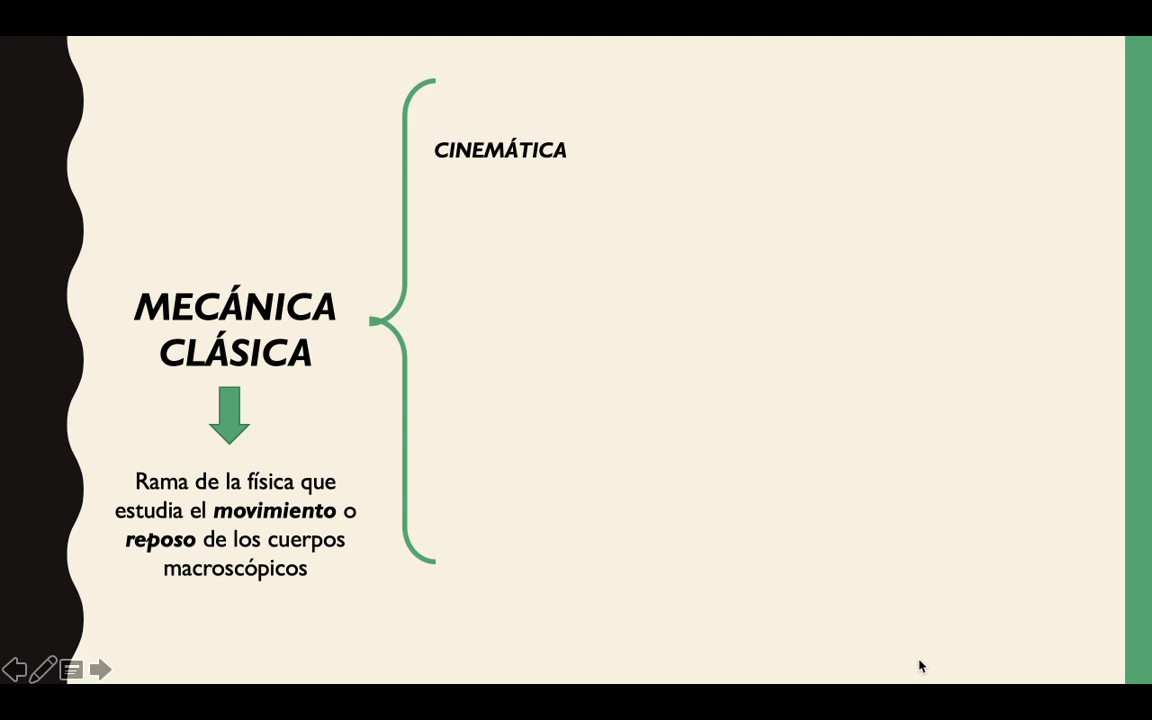 CINEMÁTICA
MECÁNICA
CLÁSICA
Rama de la física que
estudia el movimiento o
reposo de los cuerpos
macroscópicos